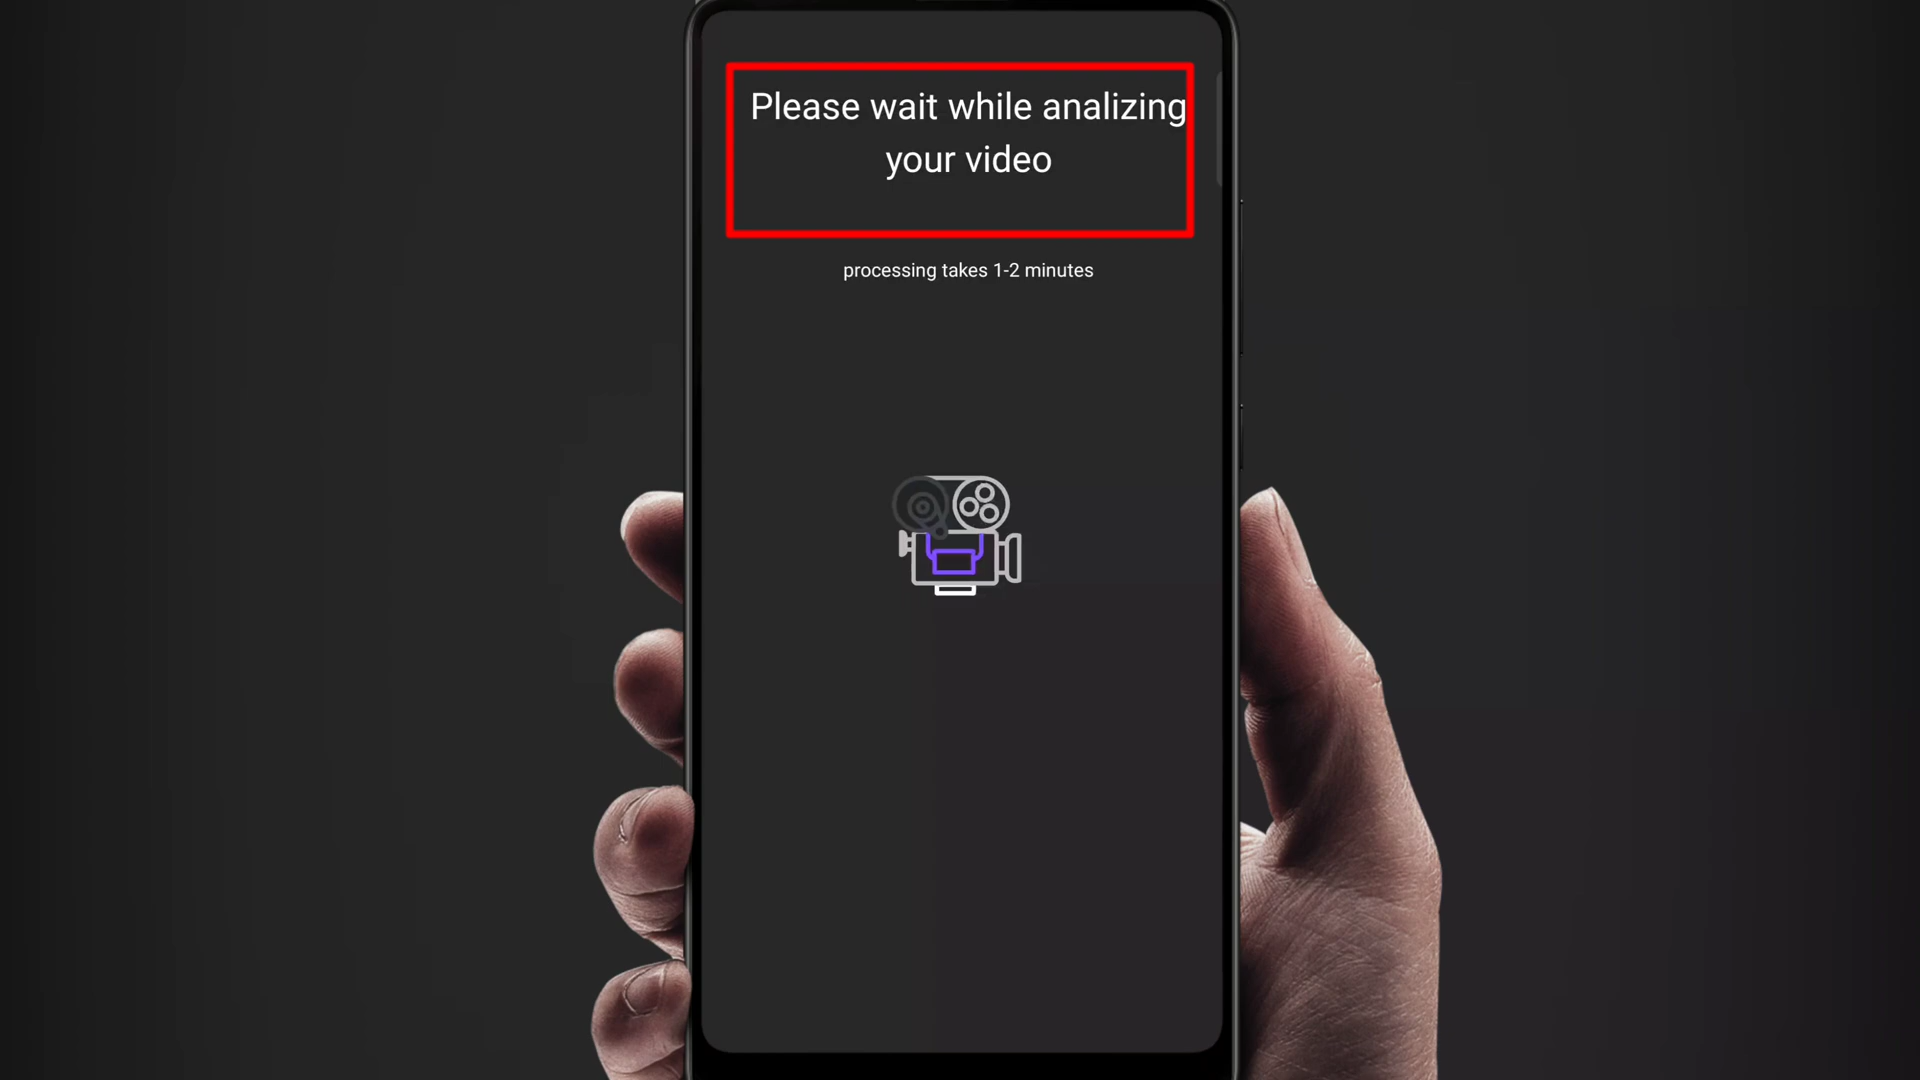 Please wait while analizing
your video
processing takes 1-2 minutes